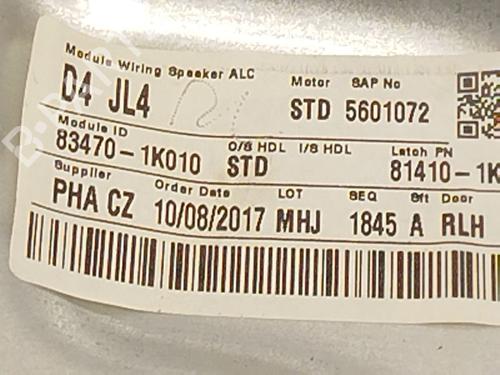 Module Wiring Speaker ALC Motor SAP No
D4 JL4 STD 5601072
Module ID O/S HDL I/S HDL Latch PN
83470-1K010 STD 81410-1K
Supplier Order Date LOT SEQ Sft Door
PHA CZ 10/08/2017 MHJ 1845 A RLH
B-PARTS